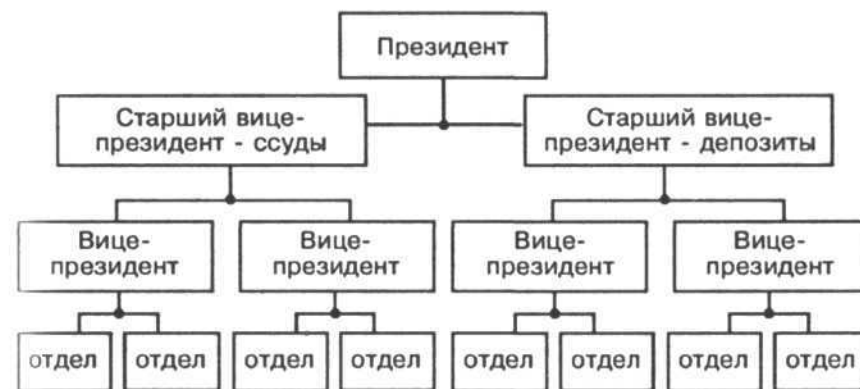 Президент
Старший вице-
президент - ссуды
Старший вице-
президент - депозиты
Вице-
президент
Вице-
президент
Вице-
президент
Вице-
президент
отдел
отдел
отдел
отдел
отдел
отдел
отдел
отдел